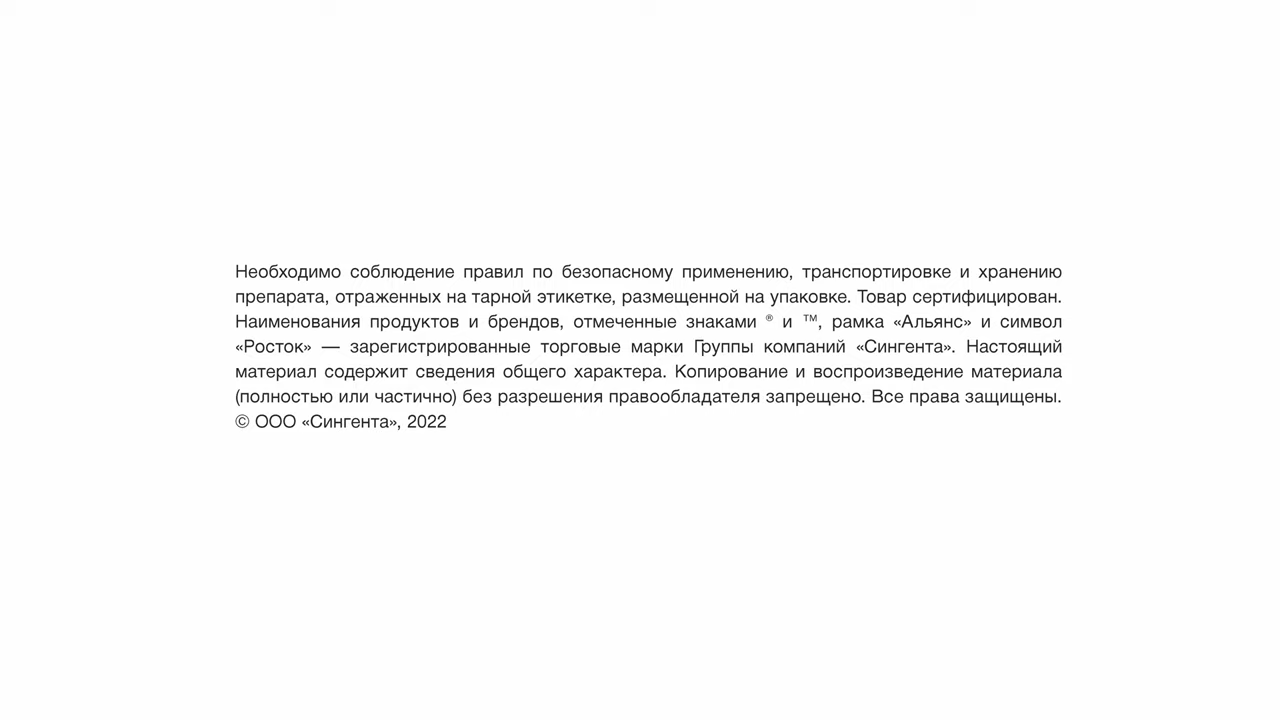 Необходимо соблюдение правил по безопасному применению, транспортировке и хранению
препарата, отраженных на тарной этикетке, размещенной на упаковке. Товар сертифицирован.
Наименования продуктов и брендов, отмеченные знаками ® и ™, рамка «Альянс» и символ
«Росток» — зарегистрированные торговые марки Группы компаний «Сингента». Настоящий
материал содержит сведения общего характера. Копирование и воспроизведение материала
(полностью или частично) без разрешения правообладателя запрещено. Все права защищены.
© ООО «Сингента», 2022